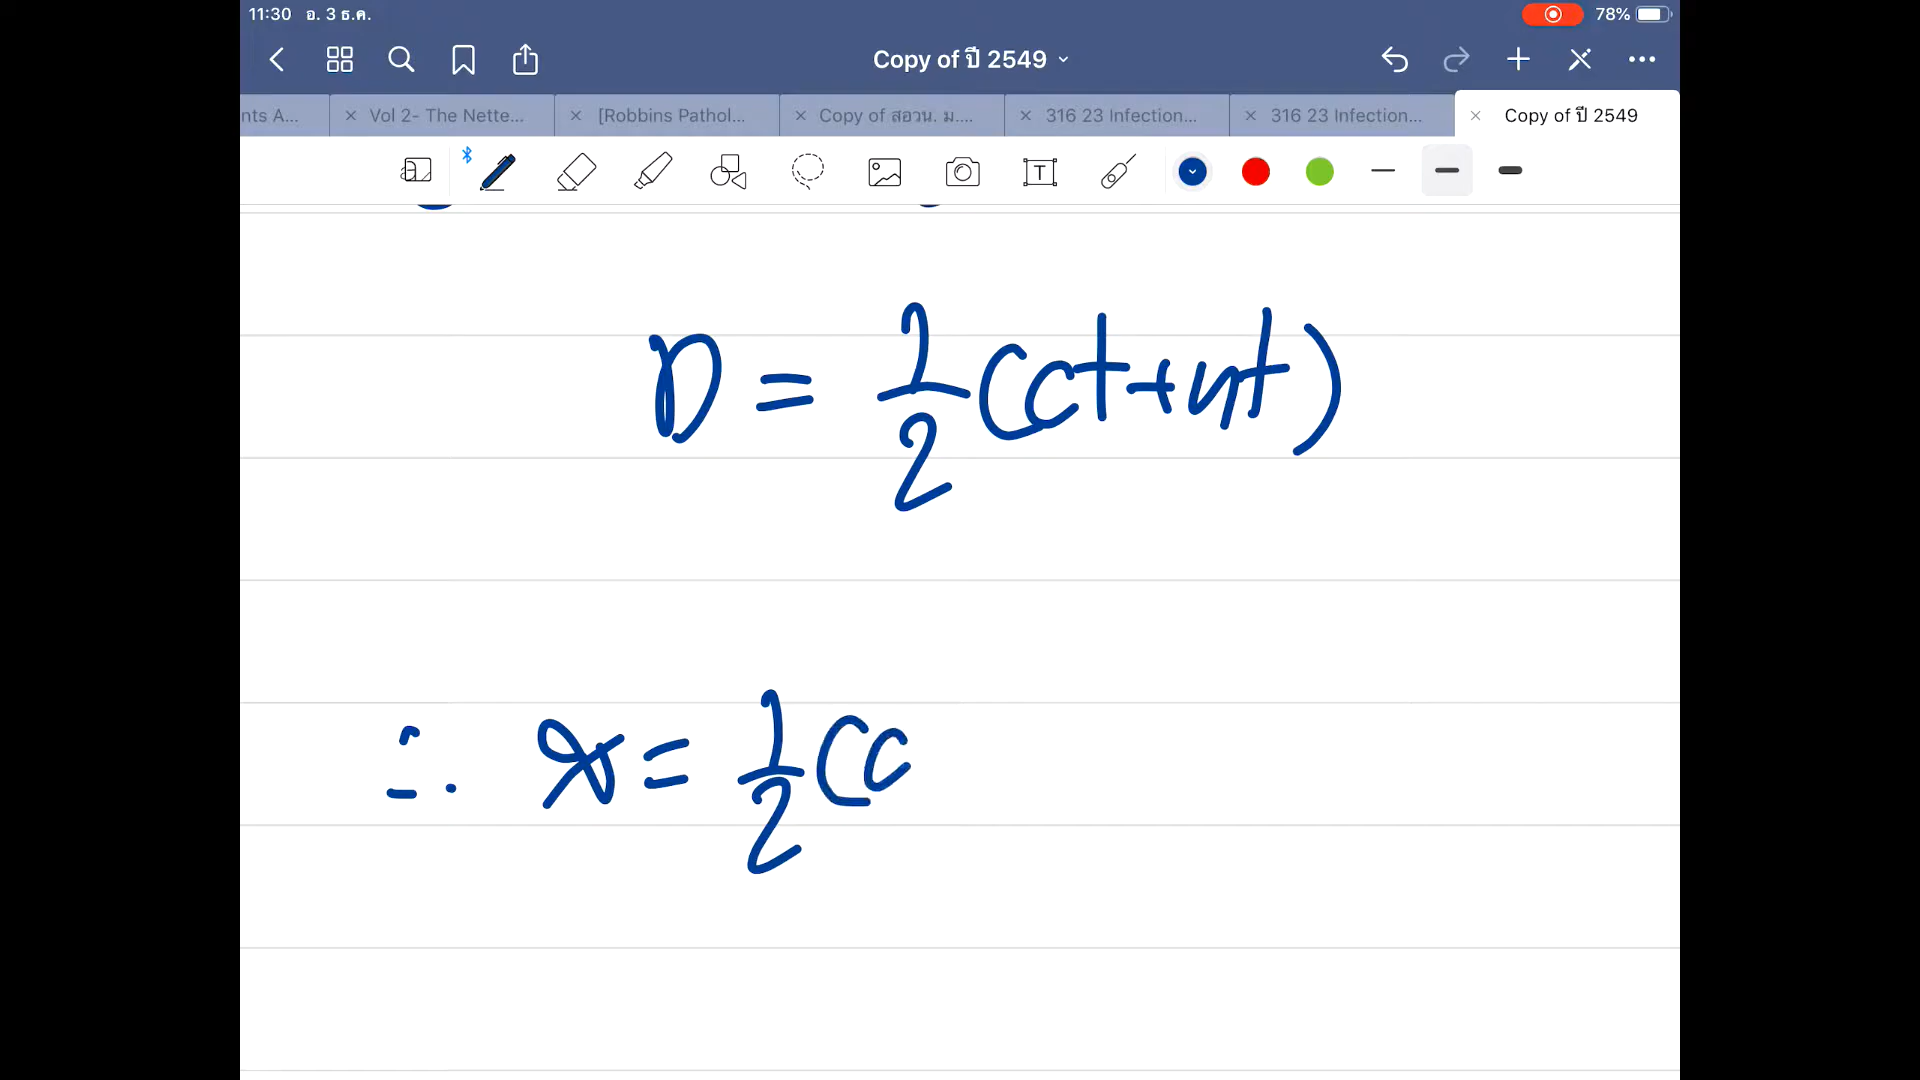 11:30 อ. 3 ธ.ค. 78%
Copy of ปี 2549
nts A... Vol 2- The Nette... [Robbins Pathol... Copy of สอวน. ม.... 316 23 Infection... 316 23 Infection... Copy of ปี 2549
D = 1/2 (ct+ut)
∴ x = 1/2 (c